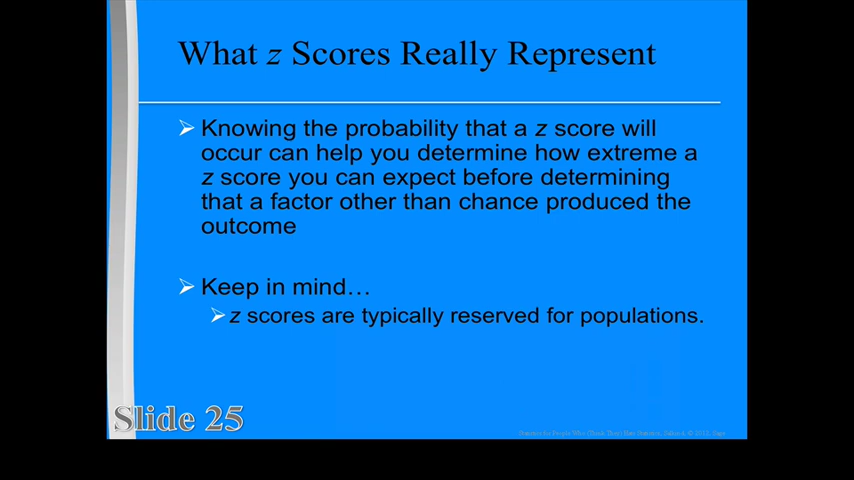 What z Scores Really Represent
Knowing the probability that a z score will
occur can help you determine how extreme a
z score you can expect before determining
that a factor other than chance produced the
outcome
Keep in mind…
z scores are typically reserved for populations.
Slide 25